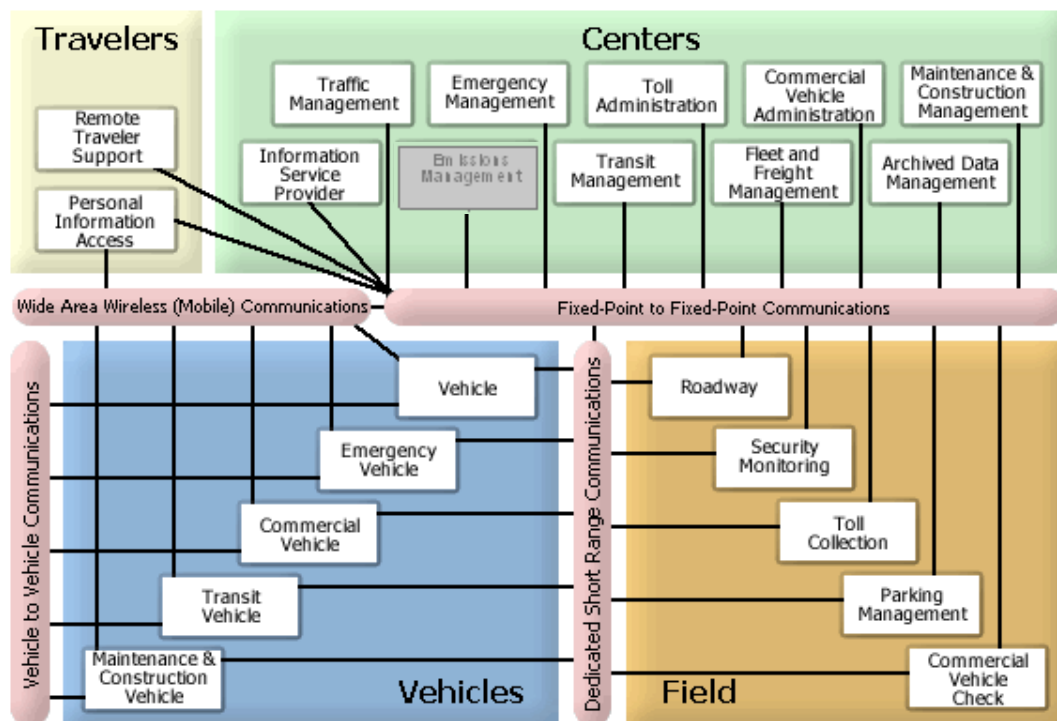 Travelers
Centers
Remote
Traveler
Support
Personal
Information
Access
Traffic
Management
Emergency
Management
Toll
Administration
Commercial
Vehicle
Administration
Maintenance &
Construction
Management
Information
Service
Provider
Emissions
Management
Transit
Management
Fleet and
Freight
Management
Archived Data
Management
Wide Area Wireless (Mobile) Communications
Fixed-Point to Fixed-Point Communications
Vehicle to Vehicle Communications
Vehicle
Emergency
Vehicle
Commercial
Vehicle
Transit
Vehicle
Maintenance &
Construction
Vehicle
Vehicles
Dedicated Short Range Communications
Roadway
Security
Monitoring
Toll
Collection
Parking
Management
Commercial
Vehicle
Check
Field